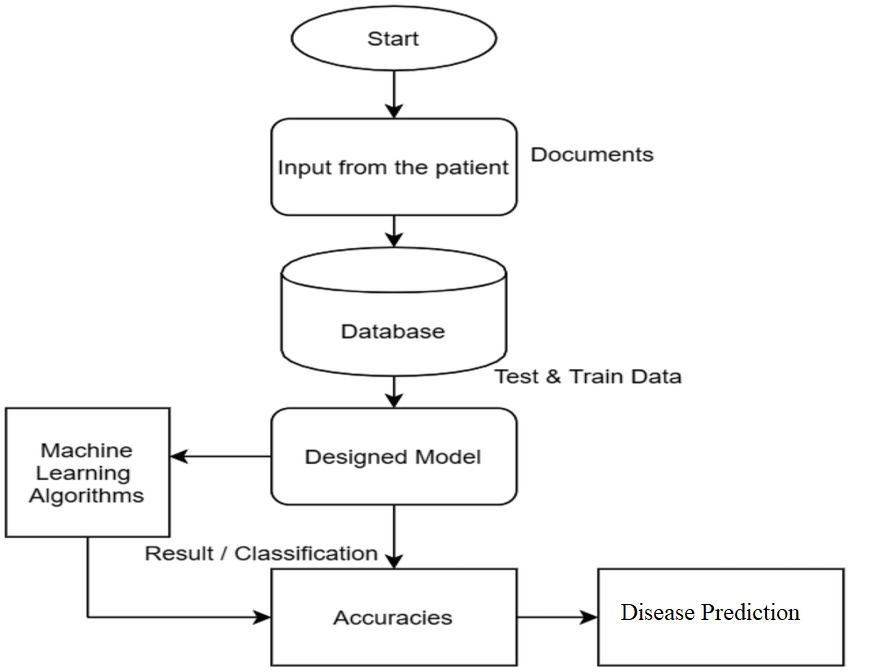 Start
Input from the patient
Documents
Database
Test & Train Data
Designed Model
Machine
Learning
Algorithms
Result / Classification
Accuracies
Disease Prediction